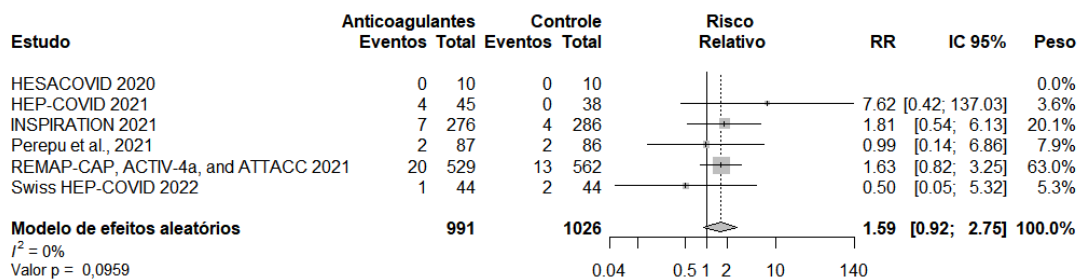 Anticoagulantes Controle Risco
Estudo Eventos Total Eventos Total Relativo RR IC 95% Peso
HESACOVID 2020 0 10 0 10 0.0%
HEP-COVID 2021 4 45 0 38 7.62 [0.42; 137.03] 3.6%
INSPIRATION 2021 7 276 4 286 1.81 [0.54; 6.13] 20.1%
Perepu et al., 2021 2 87 2 86 0.99 [0.14; 6.86] 7.9%
REMAP-CAP, ACTIV-4a, and ATTACC 2021 20 529 13 562 1.63 [0.82; 3.25] 63.0%
Swiss HEP-COVID 2022 1 44 2 44 0.50 [0.05; 5.32] 5.3%
Modelo de efeitos aleatórios 991 1026 1.59 [0.92; 2.75] 100.0%
I² = 0%
Valor p = 0,0959
0.04 0.5 1 2 10 140